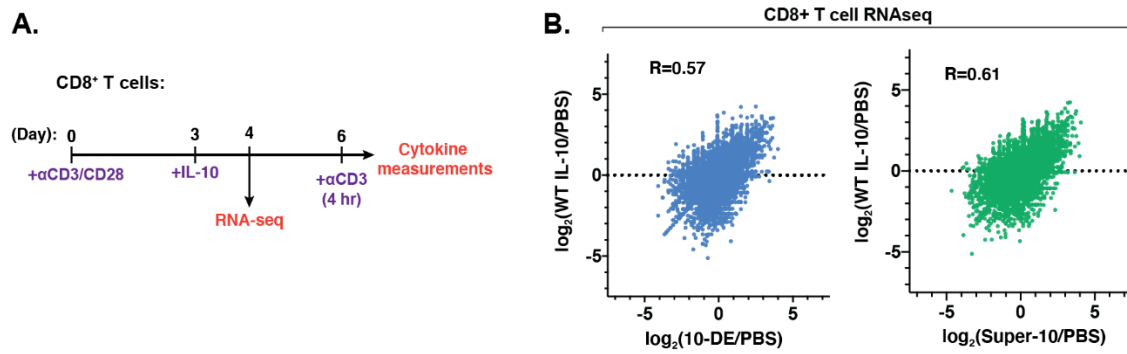 A.
CD8⁺ T cells:
(Day): 0 3 4 6
+αCD3/CD28 +IL-10 +αCD3
(4 hr)
Cytokine
measurements
RNA-seq
B.
CD8+ T cell RNAseq
R=0.57
log₂(WT IL-10/PBS)
5
0
-5
-5 0 5
log₂(10-DE/PBS)
R=0.61
log₂(WT IL-10/PBS)
5
0
-5
-5 0 5
log₂(Super-10/PBS)